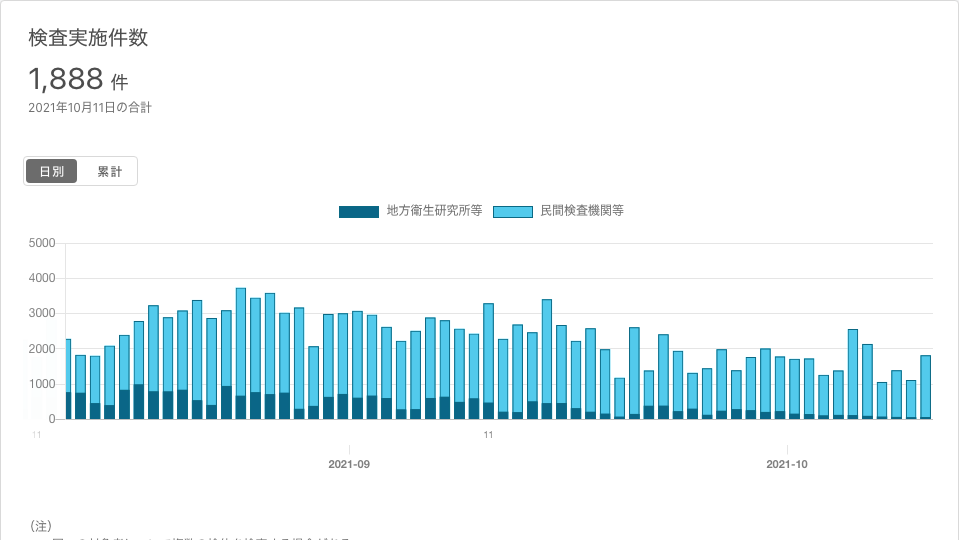 検査実施件数
1,888 件
2021年10月11日の合計
日別 累計
地方衛生研究所等 民間検査機関等
5000
4000
3000
2000
1000
0
11 11
2021-09 2021-10
（注）